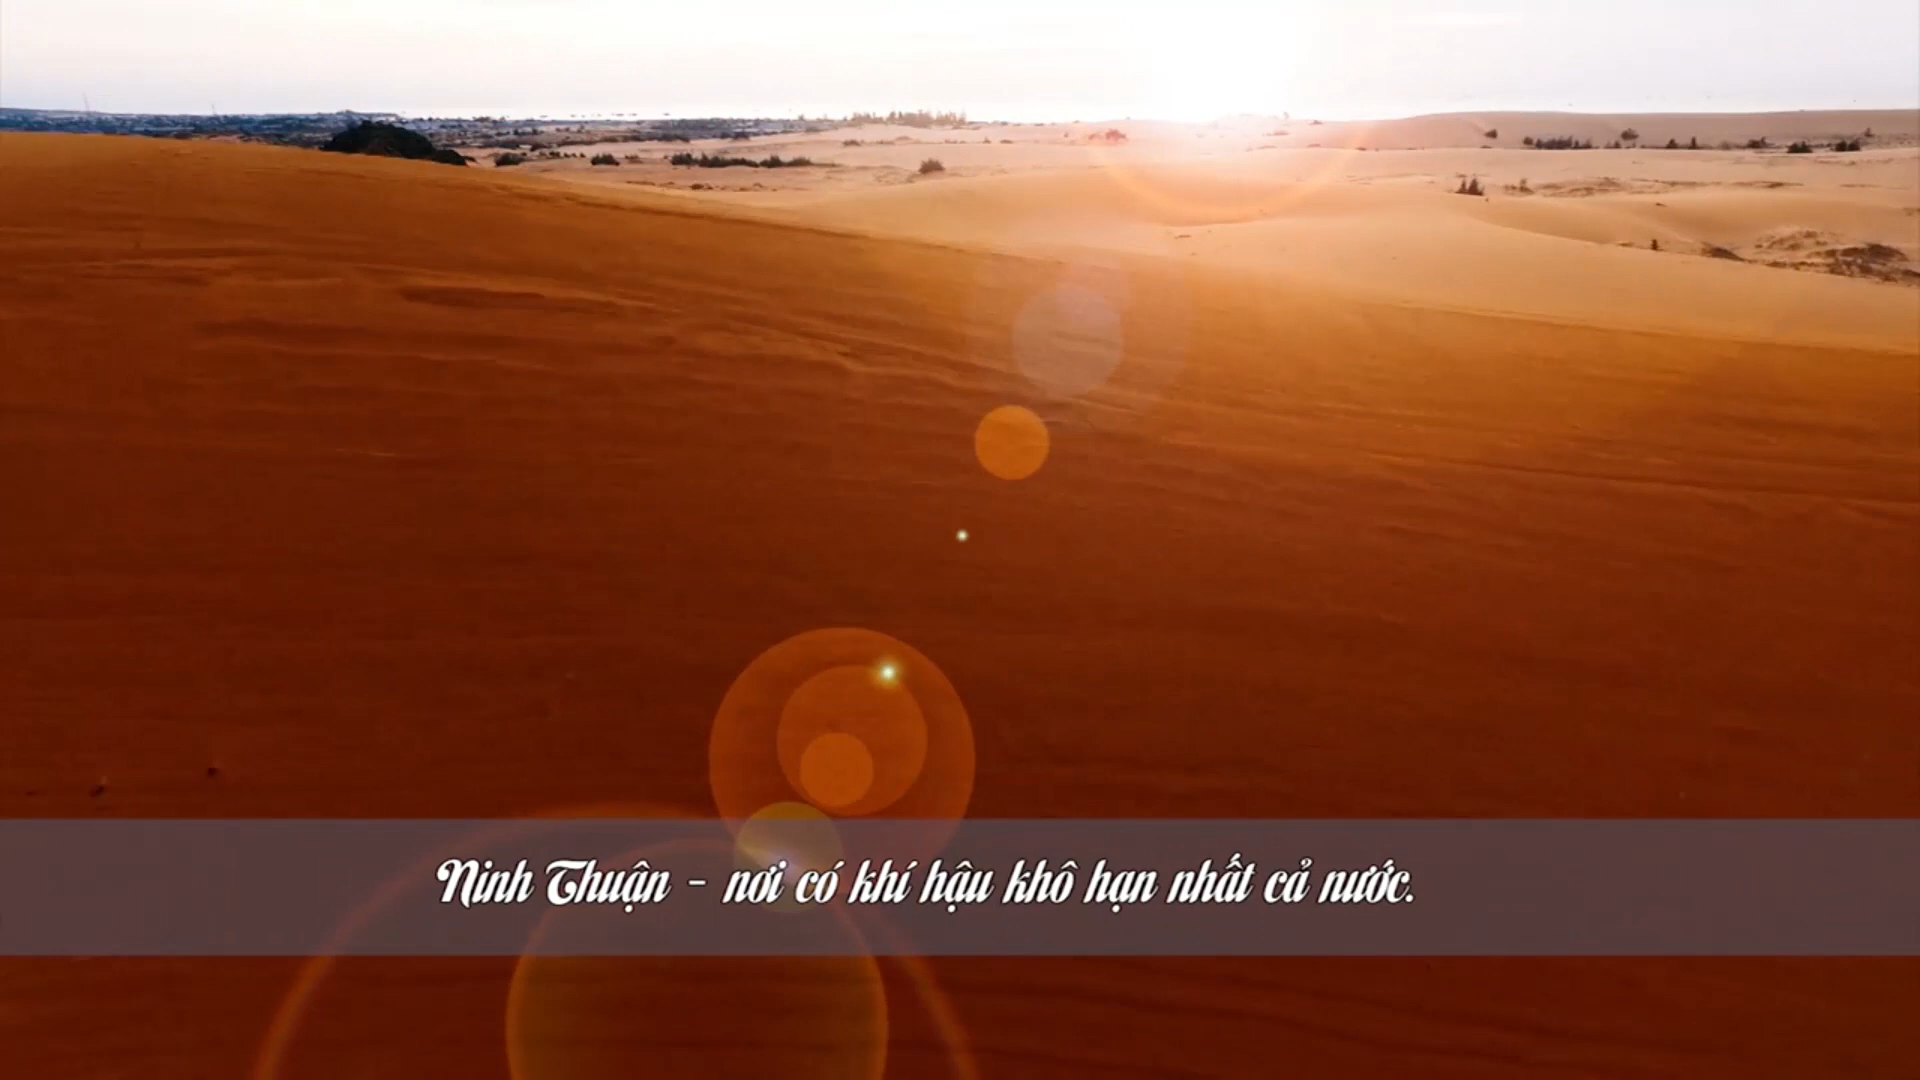 Ninh Thuận - nơi có khí hậu khô hạn nhất cả nước.